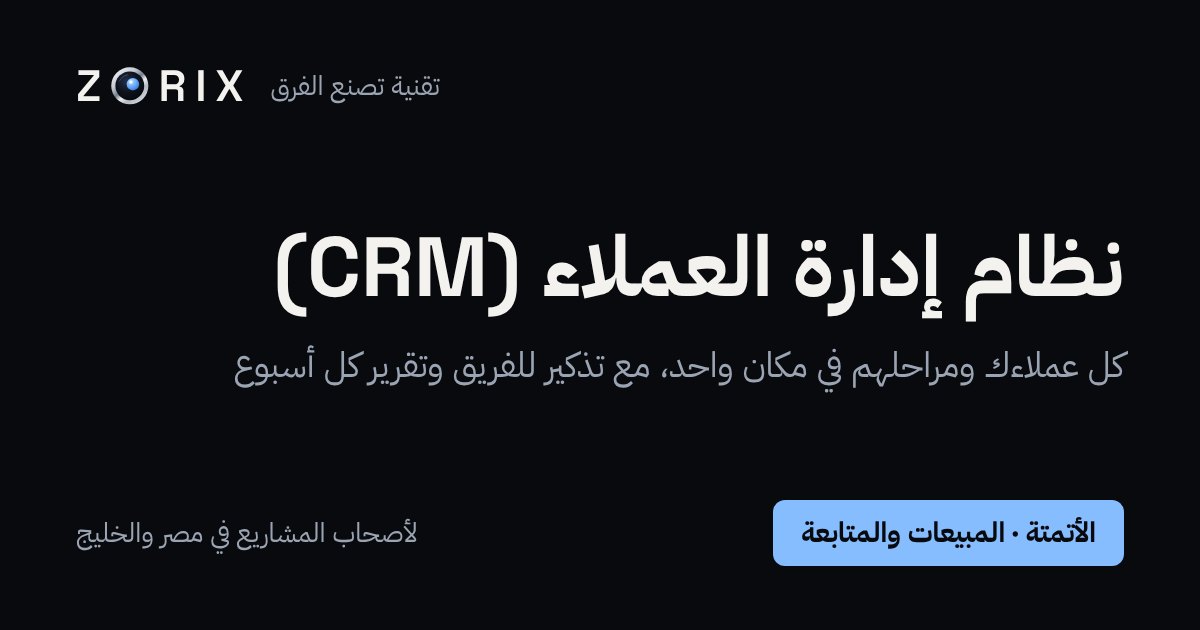 ZORIX تقنية تصنع الفرق
نظام إدارة العملاء (CRM)
كل عملاءك ومراحلهم في مكان واحد، مع تذكير للفريق وتقرير كل أسبوع
الأتمتة · المبيعات والمتابعة
لأصحاب المشاريع في مصر والخليج